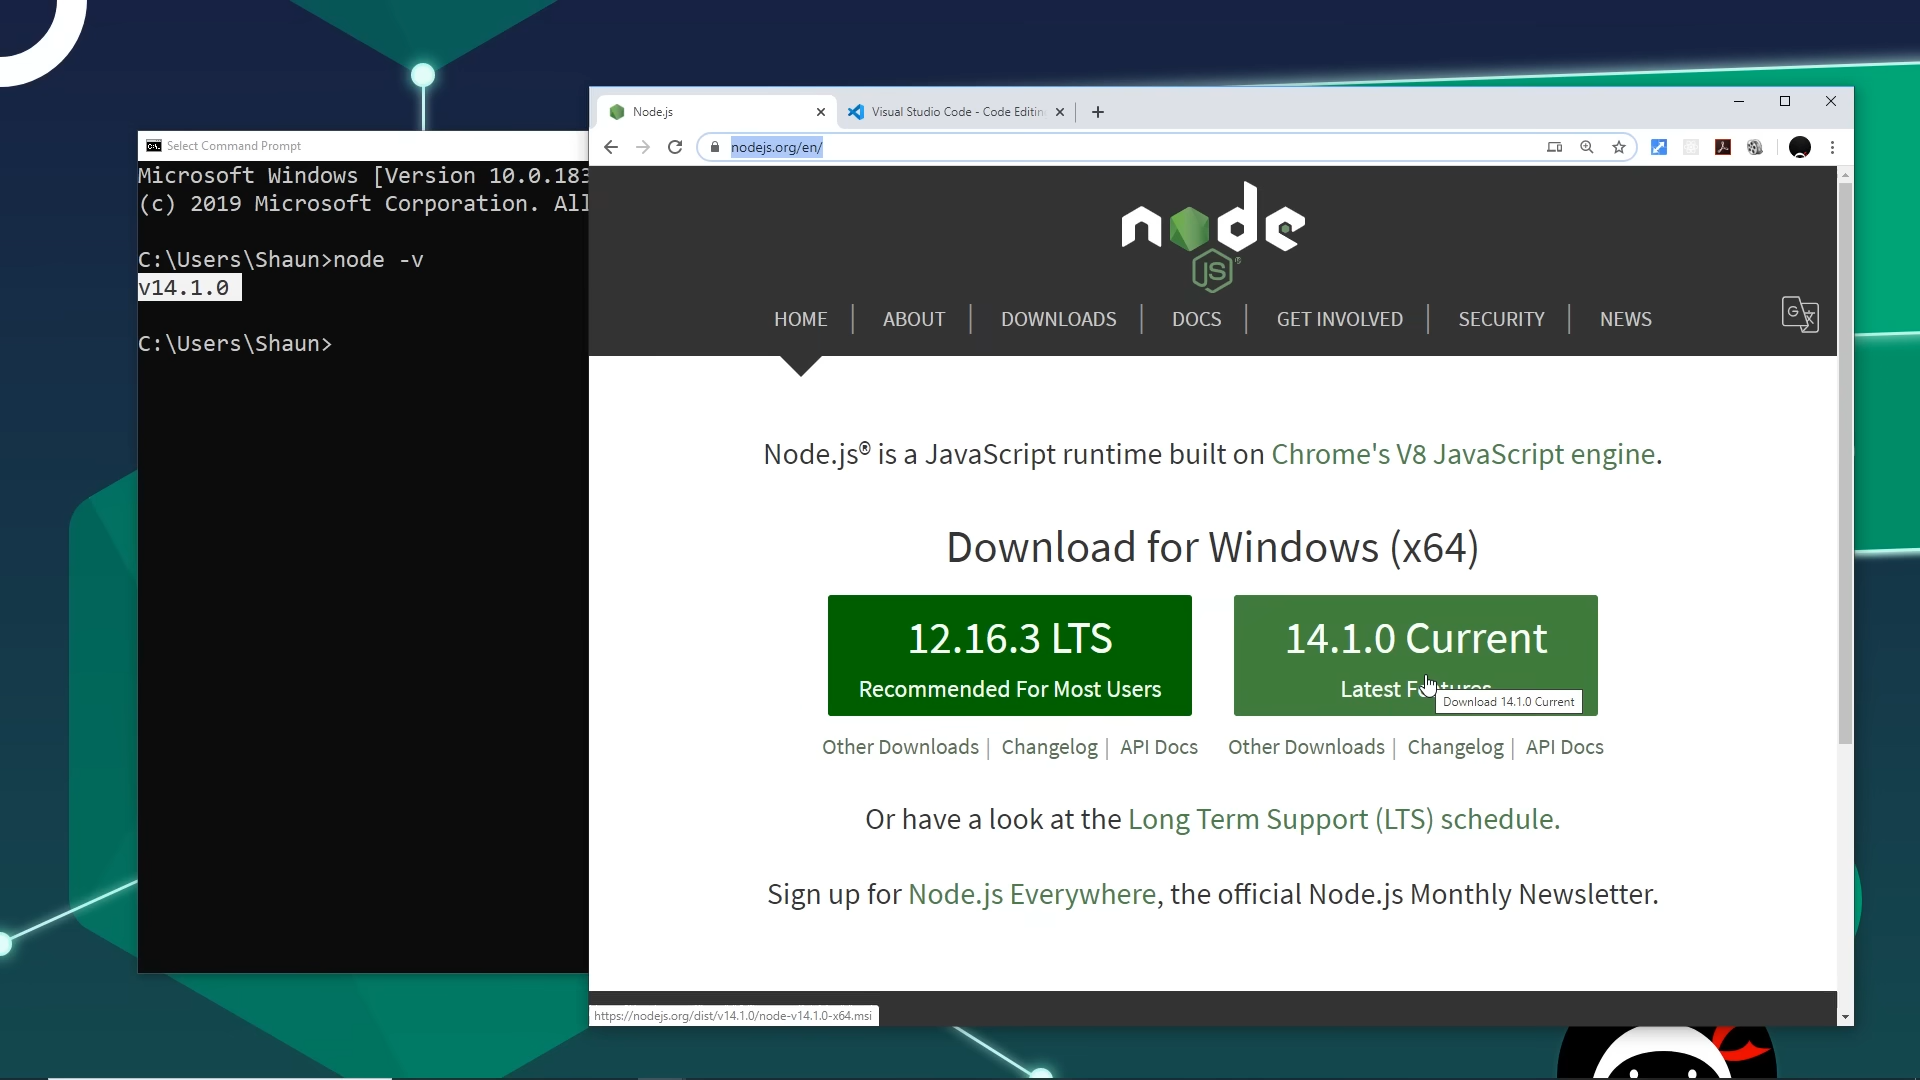 Select Command Prompt
Microsoft Windows [Version 10.0.183
(c) 2019 Microsoft Corporation. All
C:\Users\Shaun>node -v
v14.1.0
C:\Users\Shaun>
Node.js
Visual Studio Code - Code Editin
nodejs.org/en/
node
JS
HOME
ABOUT
DOWNLOADS
DOCS
GET INVOLVED
SECURITY
NEWS
Node.js® is a JavaScript runtime built on Chrome's V8 JavaScript engine.
Download for Windows (x64)
12.16.3 LTS
Recommended For Most Users
14.1.0 Current
Latest Features
Download 14.1.0 Current
Other Downloads | Changelog | API Docs
Other Downloads | Changelog | API Docs
Or have a look at the Long Term Support (LTS) schedule.
Sign up for Node.js Everywhere, the official Node.js Monthly Newsletter.
https://nodejs.org/dist/v14.1.0/node-v14.1.0-x64.msi